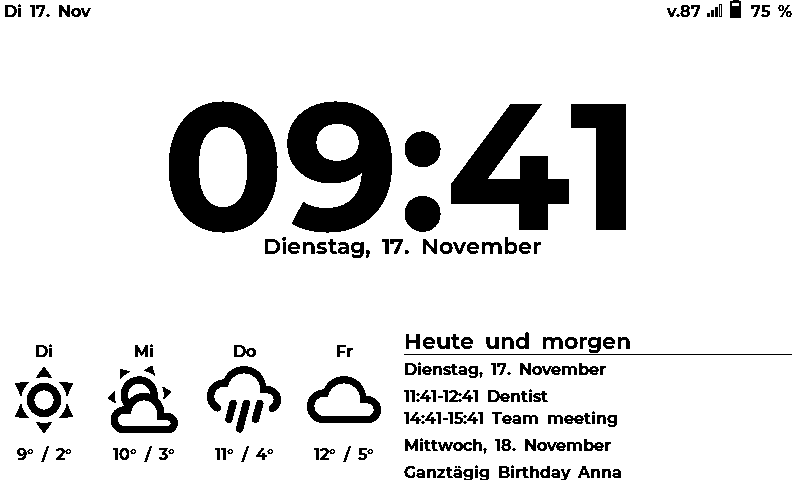 Di 17. Nov
v.87 75 %
09:41
Dienstag, 17. November
Di Mi Do Fr
9° / 2° 10° / 3° 11° / 4° 12° / 5°
Heute und morgen
Dienstag, 17. November
11:41-12:41 Dentist
14:41-15:41 Team meeting
Mittwoch, 18. November
Ganztägig Birthday Anna